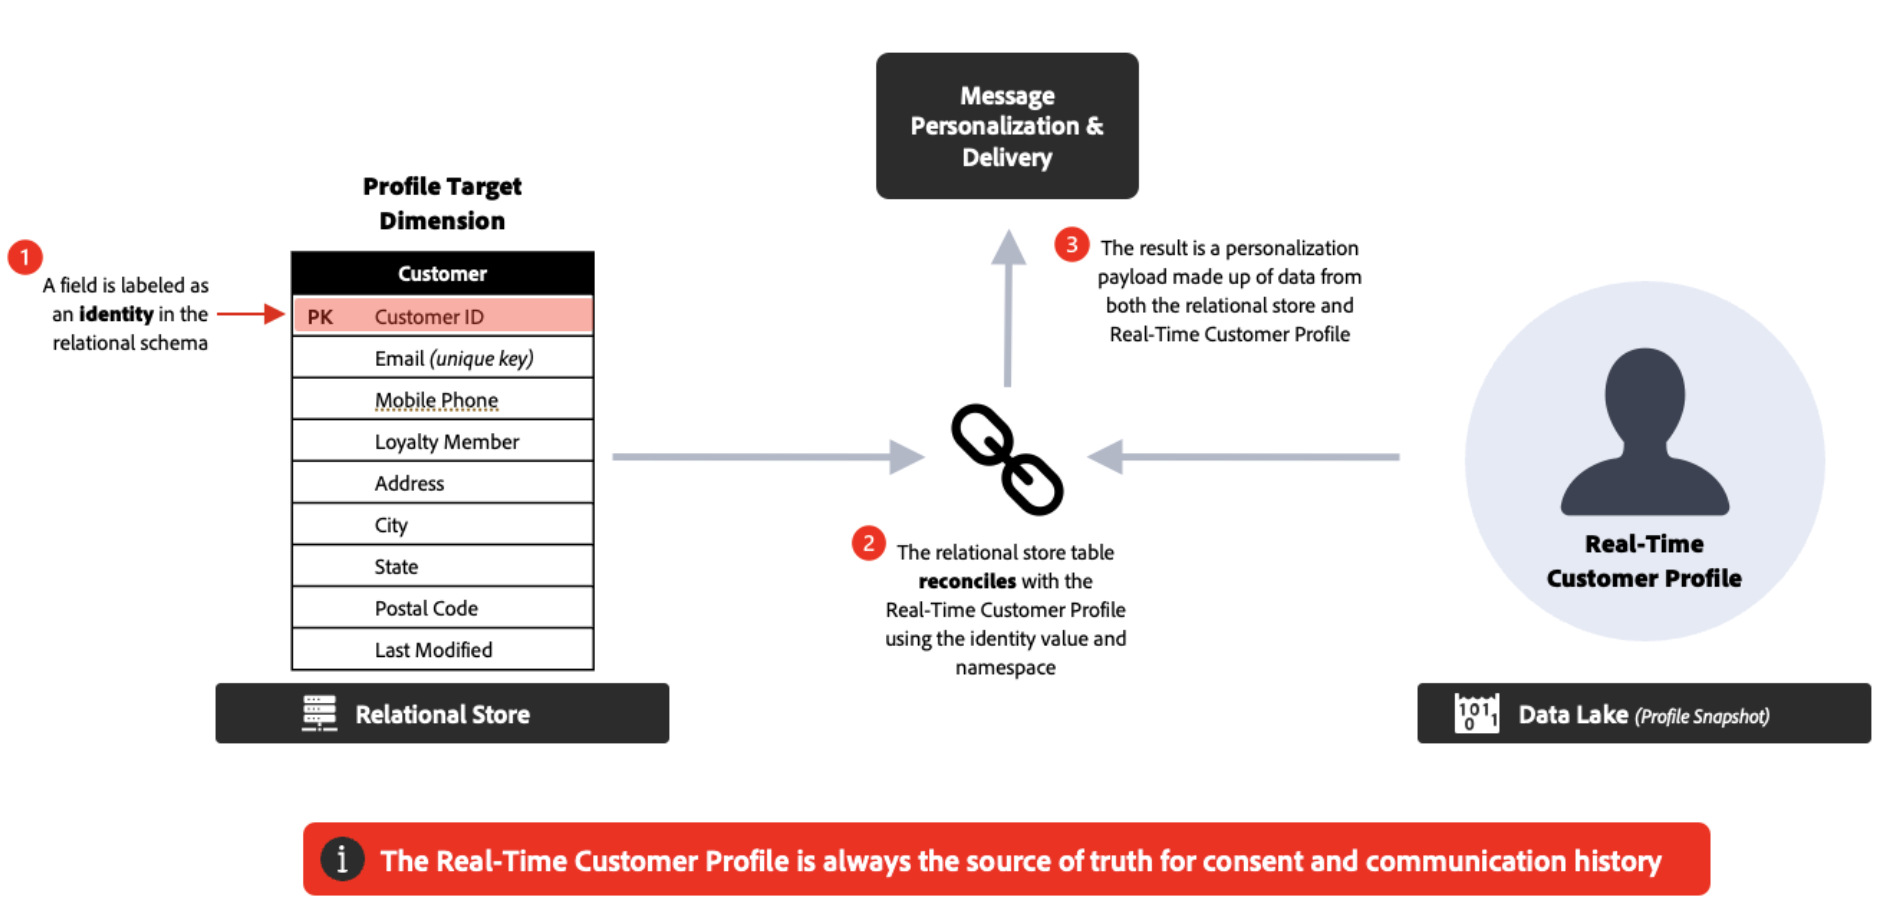 Message
Personalization &
Delivery
Profile Target
Dimension
1
A field is labeled as
an identity in the
relational schema
Customer
PK Customer ID
Email (unique key)
Mobile Phone
Loyalty Member
Address
City
State
Postal Code
Last Modified
Relational Store
3
The result is a personalization
payload made up of data from
both the relational store and
Real-Time Customer Profile
2
The relational store table
reconciles with the
Real-Time Customer Profile
using the identity value and
namespace
Real-Time
Customer Profile
101
0 1
Data Lake (Profile Snapshot)
i
The Real-Time Customer Profile is always the source of truth for consent and communication history